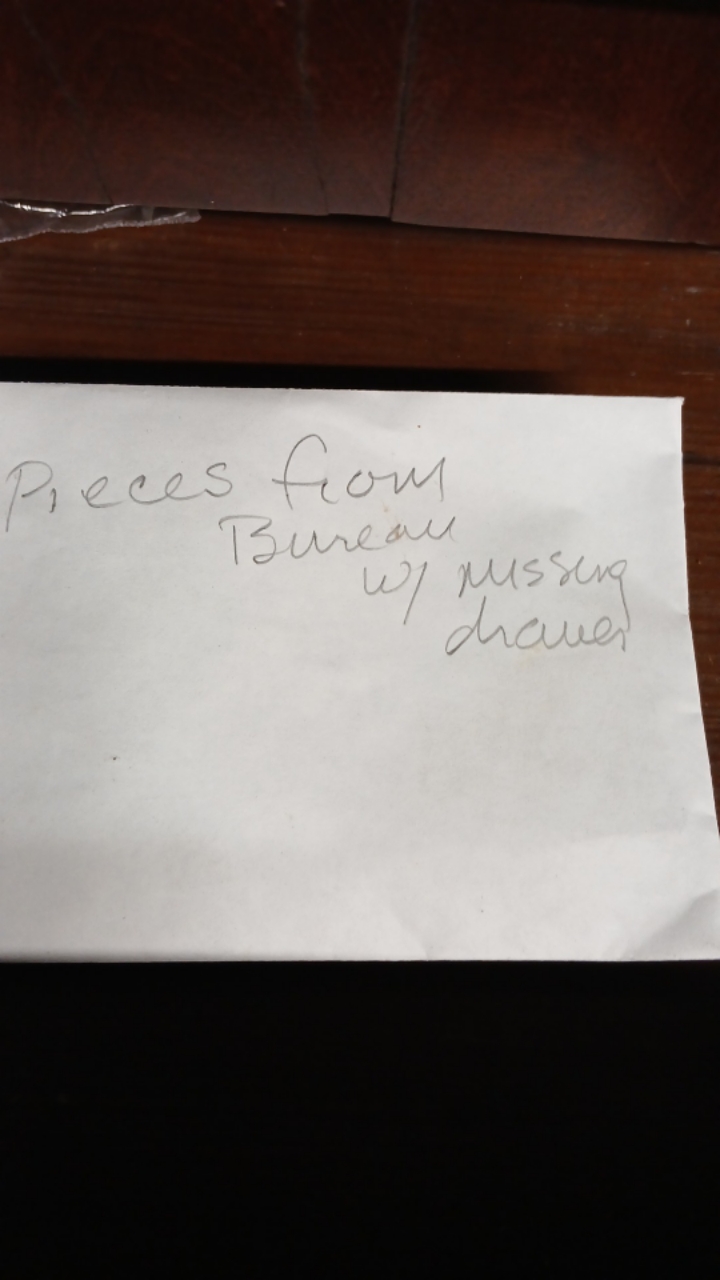 Pieces from
Bureau
w/ missing
drawer